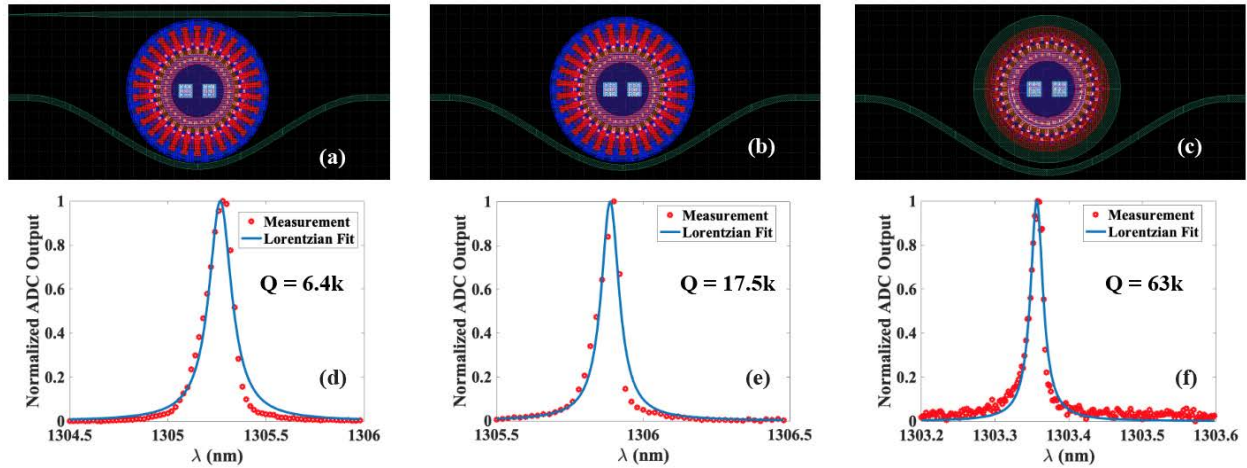 (a)
(b)
(c)
Normalized ADC Output
1
0.8
0.6
0.4
0.2
0
Measurement
Lorentzian Fit
Q = 6.4k
(d)
1304.5
1305
1305.5
1306
λ (nm)
Normalized ADC Output
1
0.8
0.6
0.4
0.2
0
Measurement
Lorentzian Fit
Q = 17.5k
(e)
1305.5
1306
1306.5
λ (nm)
Normalized ADC Output
1
0.8
0.6
0.4
0.2
0
Measurement
Lorentzian Fit
Q = 63k
(f)
1303.2
1303.3
1303.4
1303.5
1303.6
λ (nm)